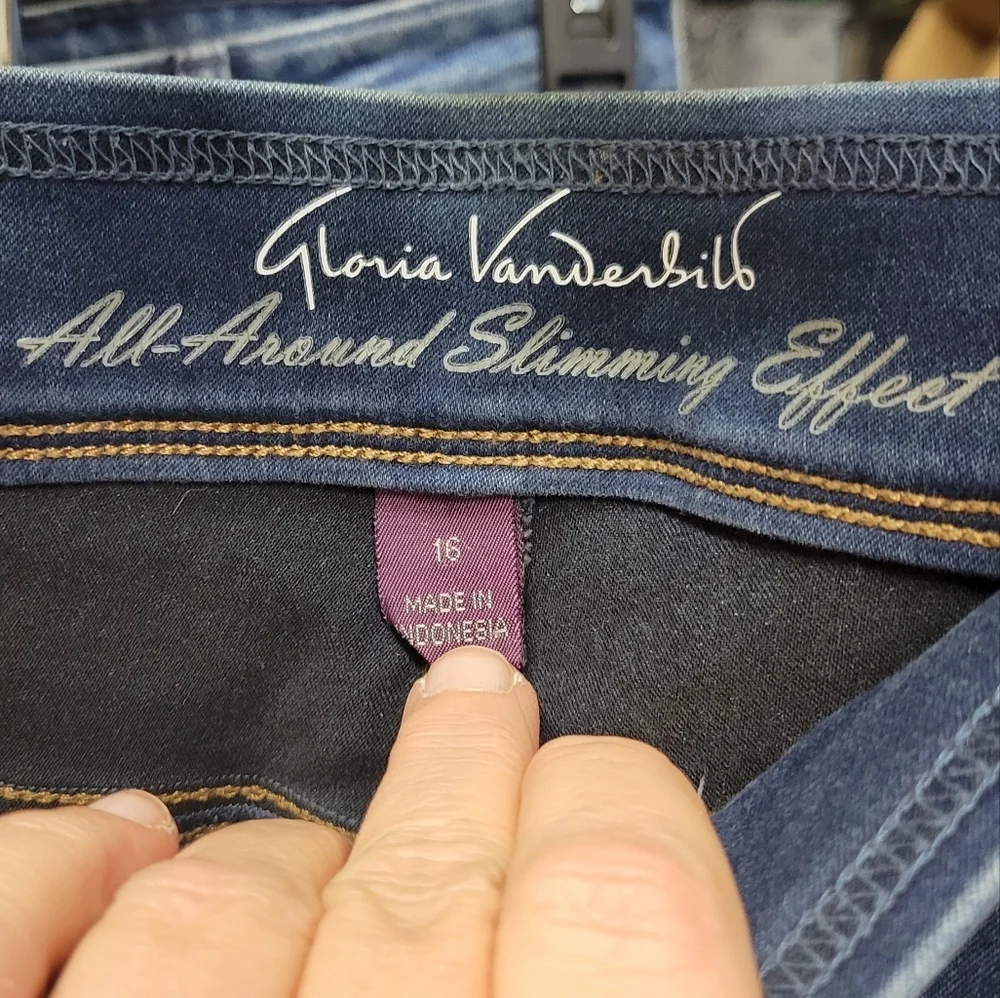 Gloria Vanderbilt
All-Around Slimming Effect
16
MADE IN
INDONESIA